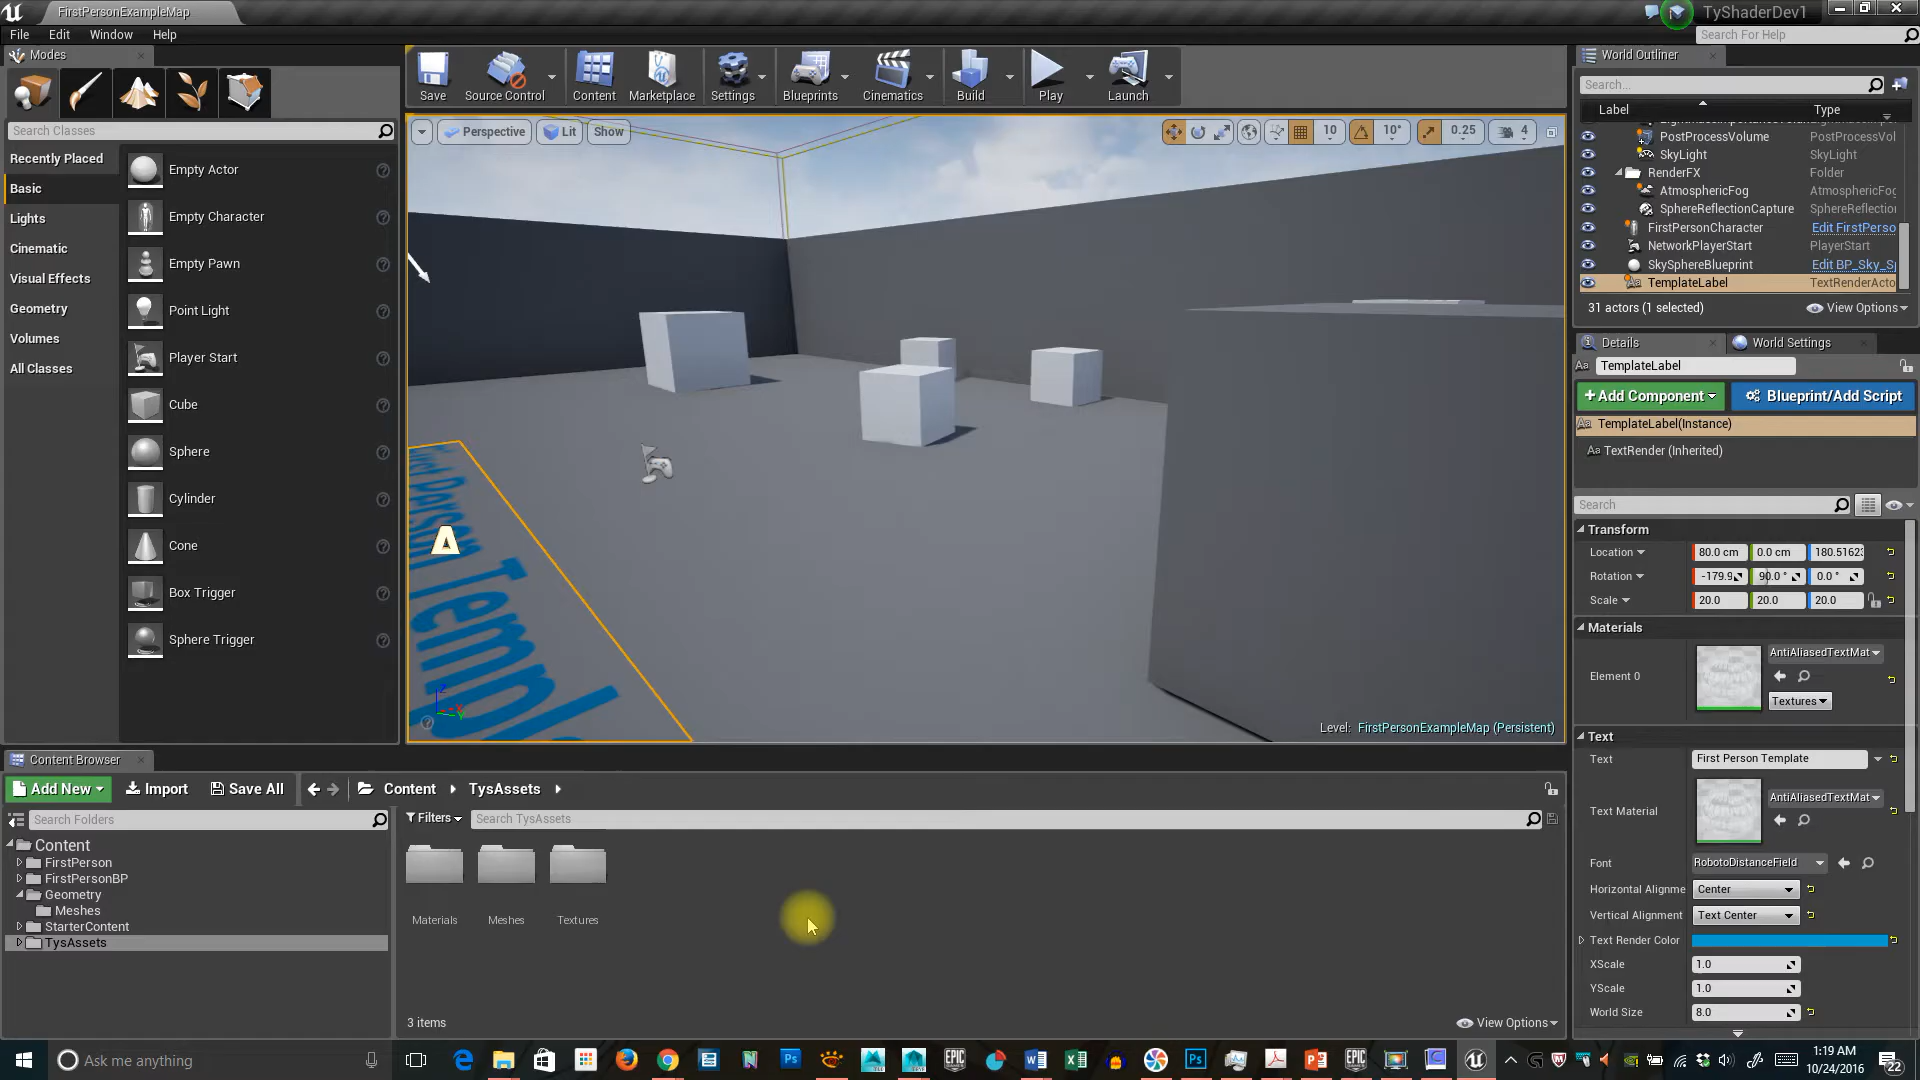 FirstPersonExampleMap
TyShaderDev1
File Edit Window Help
Search For Help
Modes
Search Classes
Recently Placed
Basic
Lights
Cinematic
Visual Effects
Geometry
Volumes
All Classes
Empty Actor
Empty Character
Empty Pawn
Point Light
Player Start
Cube
Sphere
Cylinder
Cone
Box Trigger
Sphere Trigger
Save
Source Control
Content
Marketplace
Settings
Blueprints
Cinematics
Build
Play
Launch
Perspective
Lit
Show
10
10°
0.25
4
Level: FirstPersonExampleMap (Persistent)
World Outliner
Search...
Label Type
PostProcessVolume PostProcessVol
SkyLight SkyLight
RenderFX Folder
AtmosphericFog AtmosphericFog
SphereReflectionCapture SphereReflection
FirstPersonCharacter Edit FirstPerso
NetworkPlayerStart PlayerStart
SkySphereBlueprint Edit BP_Sky_Sp
TemplateLabel TextRenderActo
31 actors (1 selected)
View Options
Details
World Settings
TemplateLabel
Add Component
Blueprint/Add Script
TemplateLabel(Instance)
TextRender (Inherited)
Search
Transform
Location 80.0 cm 0.0 cm 180.5162
Rotation -179.9 90.0 ° 0.0 °
Scale 20.0 20.0 20.0
Materials
Element 0
AntiAliasedTextMat
Textures
Text
Text First Person Template
Text Material AntiAliasedTextMat
Font RobotoDistanceField
Horizontal Alignme Center
Vertical Alignment Text Center
Text Render Color
XScale 1.0
YScale 1.0
World Size 8.0
Content Browser
Add New
Import
Save All
Content
TysAssets
Search Folders
Filters
Search TysAssets
Content
FirstPerson
FirstPersonBP
Geometry
Meshes
StarterContent
TysAssets
Materials
Meshes
Textures
3 items
View Options
Ask me anything
1:19 AM
10/24/2016
22